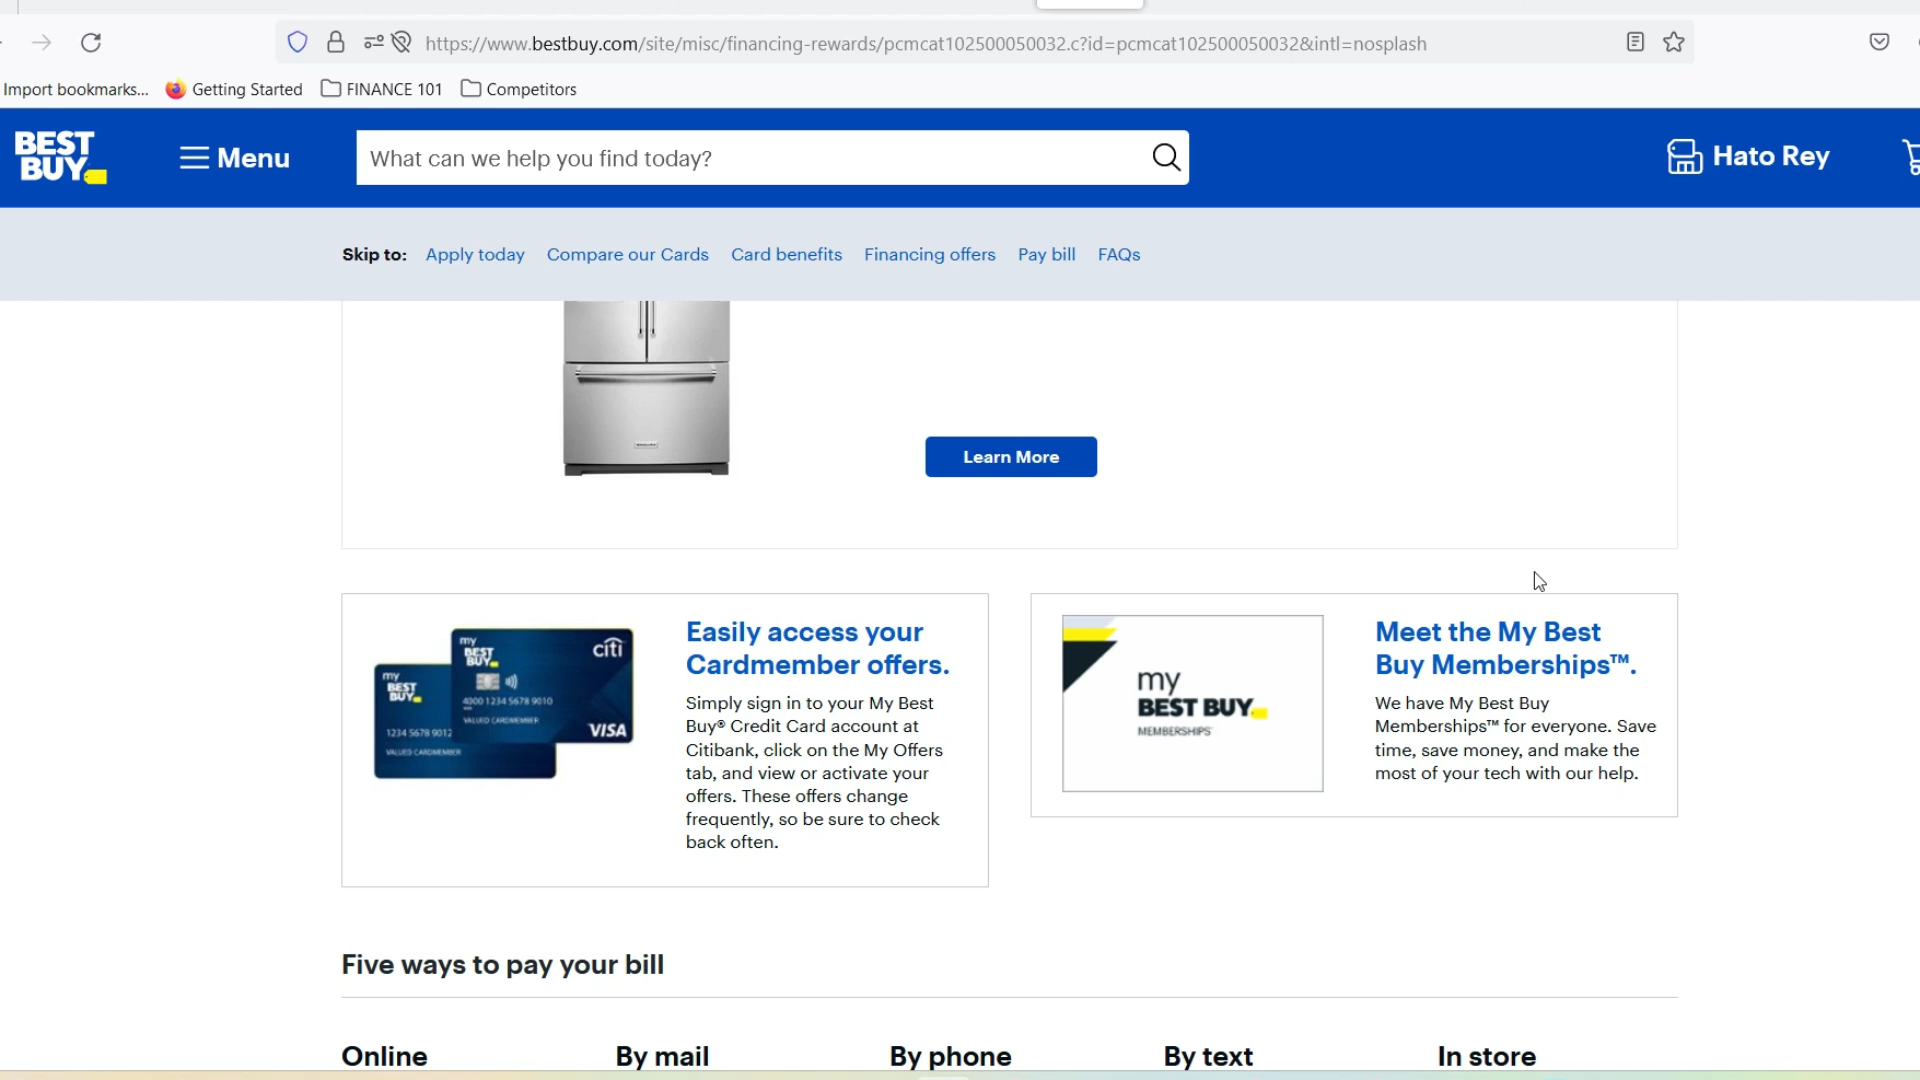 https://www.bestbuy.com/site/misc/financing-rewards/pcmcat102500050032.c?id=pcmcat102500050032&intl=nosplash
Import bookmarks... Getting Started FINANCE 101 Competitors
BEST
BUY
Menu
What can we help you find today?
Hato Rey
Skip to: Apply today Compare our Cards Card benefits Financing offers Pay bill FAQs
Learn More
my
BEST
BUY
citi
4000 1234 5678 9010
VALUED CARDMEMBER
VISA
my
BEST
BUY
1234 5678 9012
VALUED CARDMEMBER
Easily access your
Cardmember offers.
Simply sign in to your My Best
Buy® Credit Card account at
Citibank, click on the My Offers
tab, and view or activate your
offers. These offers change
frequently, so be sure to check
back often.
my
BEST BUY
MEMBERSHIPS
Meet the My Best
Buy Memberships™.
We have My Best Buy
Memberships™ for everyone. Save
time, save money, and make the
most of your tech with our help.
Five ways to pay your bill
Online By mail By phone By text In store